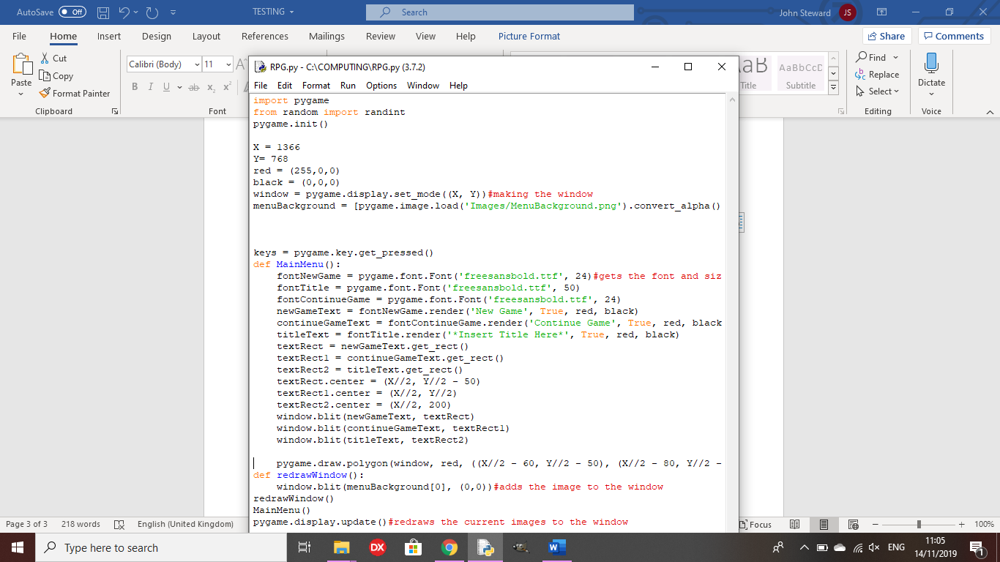 AutoSave Off TESTING Search John Steward JS
File Home Insert Design Layout References Mailings Review View Help Picture Format Share Comments
Paste Cut Copy Format Painter
Clipboard
Calibri (Body) 11
B I U ab x₂ x²
Font
Title
AaBbCcD
Subtitle
Find
Replace
Select
Editing
Dictate
Voice
RPG.py - C:\COMPUTING\RPG.py (3.7.2)
File Edit Format Run Options Window Help
import pygame
from random import randint
pygame.init()
X = 1366
Y= 768
red = (255,0,0)
black = (0,0,0)
window = pygame.display.set_mode((X, Y))#making the window
menuBackground = [pygame.image.load('Images/MenuBackground.png').convert_alpha()
keys = pygame.key.get_pressed()
def MainMenu():
    fontNewGame = pygame.font.Font('freesansbold.ttf', 24)#gets the font and siz
    fontTitle = pygame.font.Font('freesansbold.ttf', 50)
    fontContinueGame = pygame.font.Font('freesansbold.ttf', 24)
    newGameText = fontNewGame.render('New Game', True, red, black)
    continueGameText = fontContinueGame.render('Continue Game', True, red, black
    titleText = fontTitle.render('*Insert Title Here*', True, red, black)
    textRect = newGameText.get_rect()
    textRect1 = continueGameText.get_rect()
    textRect2 = titleText.get_rect()
    textRect.center = (X//2, Y//2 - 50)
    textRect1.center = (X//2, Y//2)
    textRect2.center = (X//2, 200)
    window.blit(newGameText, textRect)
    window.blit(continueGameText, textRect1)
    window.blit(titleText, textRect2)
    pygame.draw.polygon(window, red, ((X//2 - 60, Y//2 - 50), (X//2 - 80, Y//2 -
def redrawWindow():
    window.blit(menuBackground[0], (0,0))#adds the image to the window
redrawWindow()
MainMenu()
pygame.display.update()#redraws the current images to the window
Page 3 of 3 218 words English (United Kingdom) Focus 100%
Type here to search DX ENG 11:05
14/11/2019 1